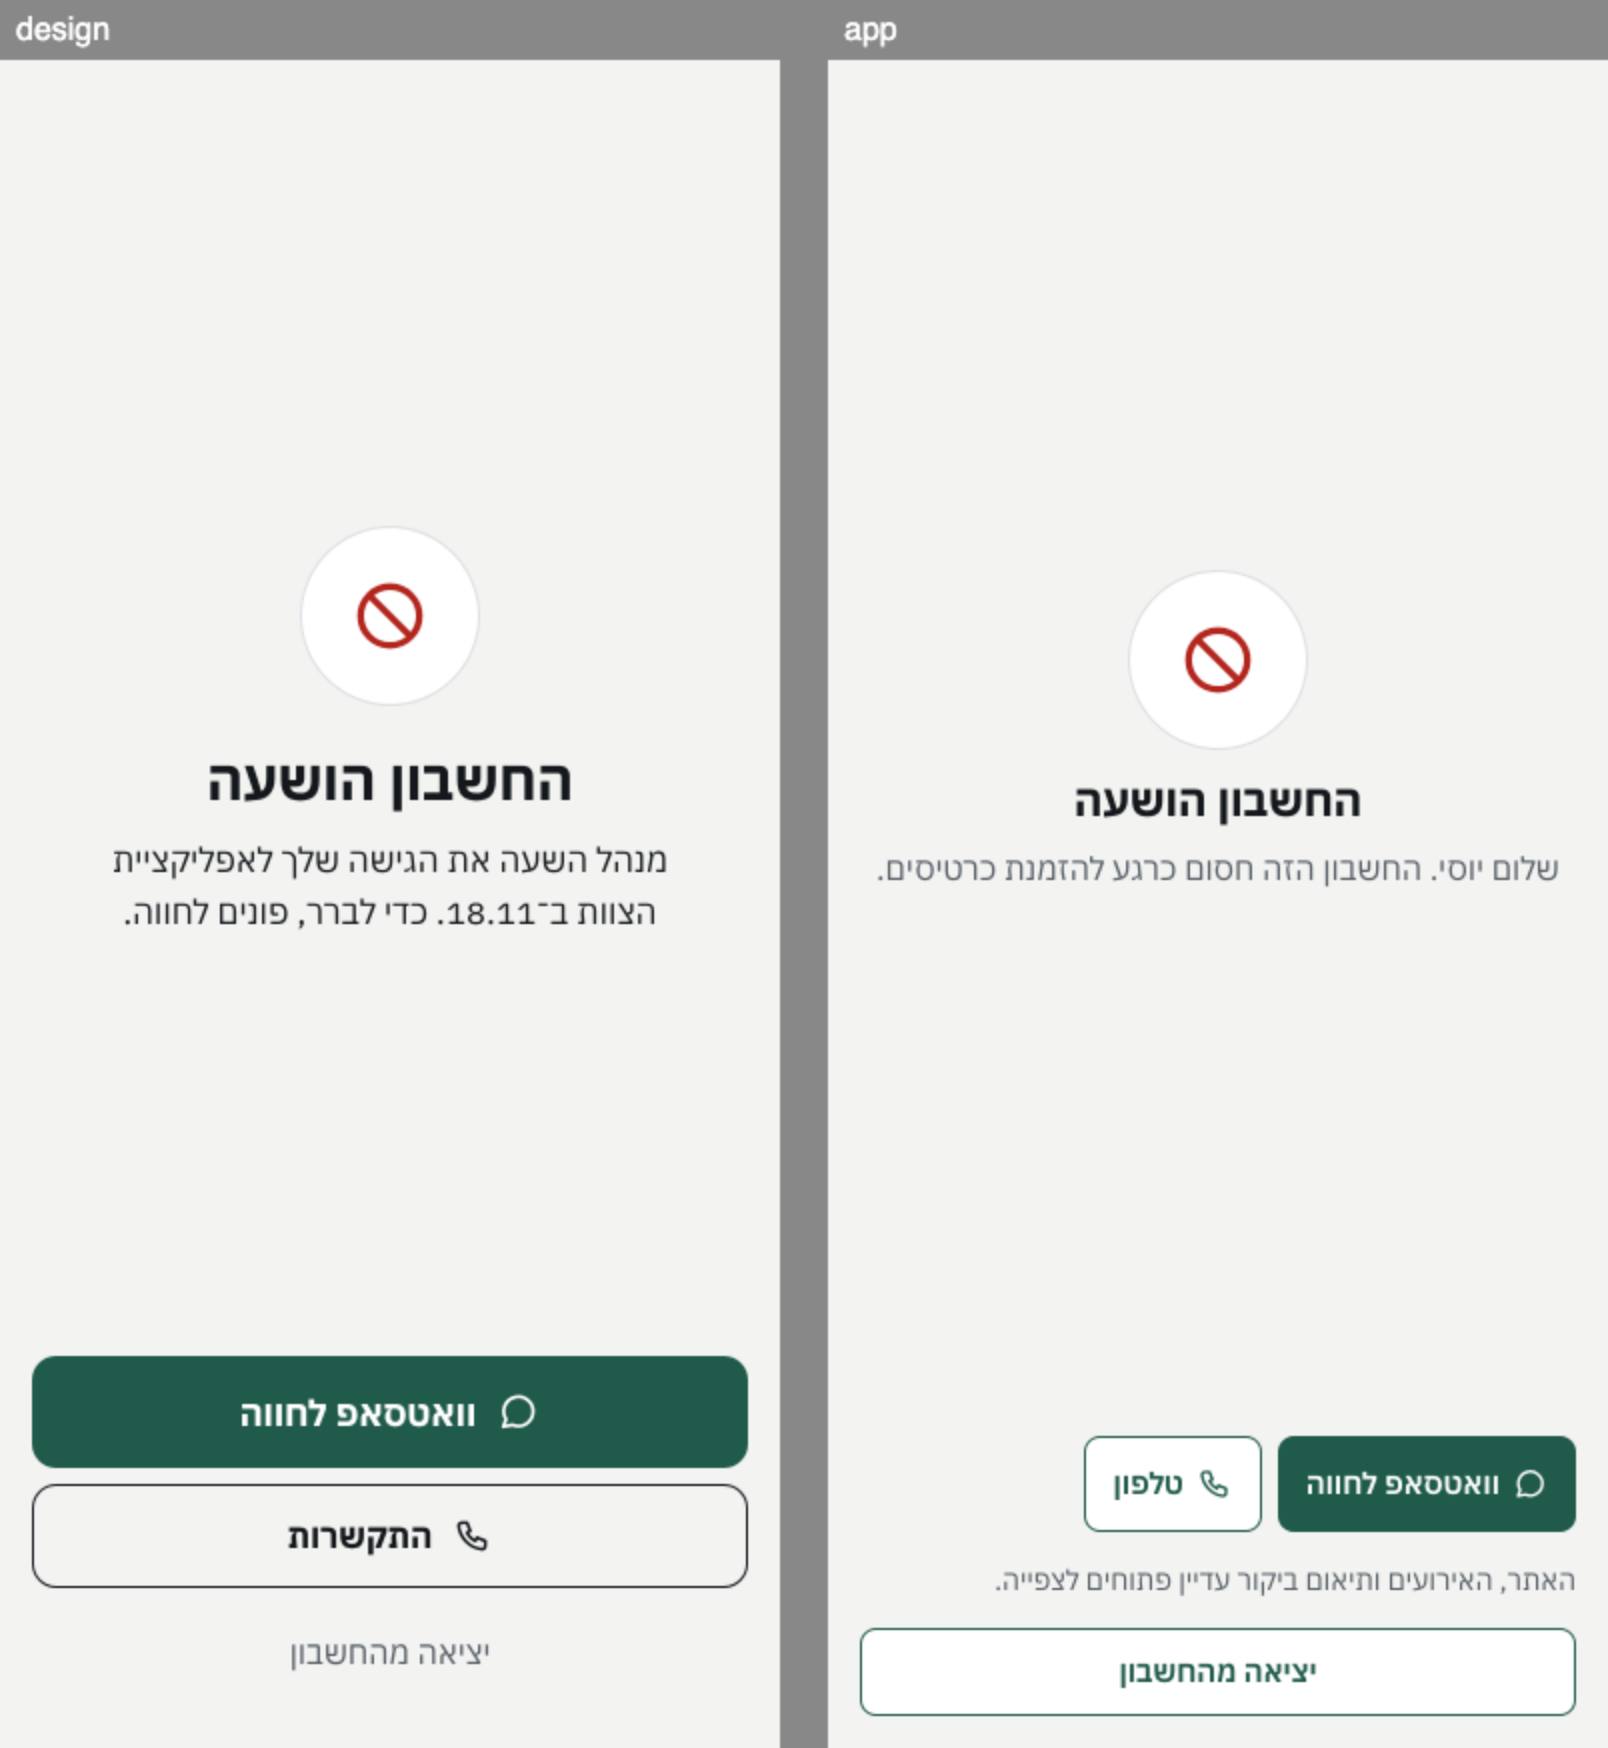 design
החשבון הושעה
מנהל השעה את הגישה שלך לאפליקציית
הצוות ב־18.11. כדי לברר, פונים לחווה.
וואטסאפ לחווה
התקשרות
יציאה מהחשבון
app
החשבון הושעה
שלום יוסי. החשבון הזה חסום כרגע להזמנת כרטיסים.
וואטסאפ לחווה
טלפון
האתר, האירועים ותיאום ביקור עדיין פתוחים לצפייה.
יציאה מהחשבון